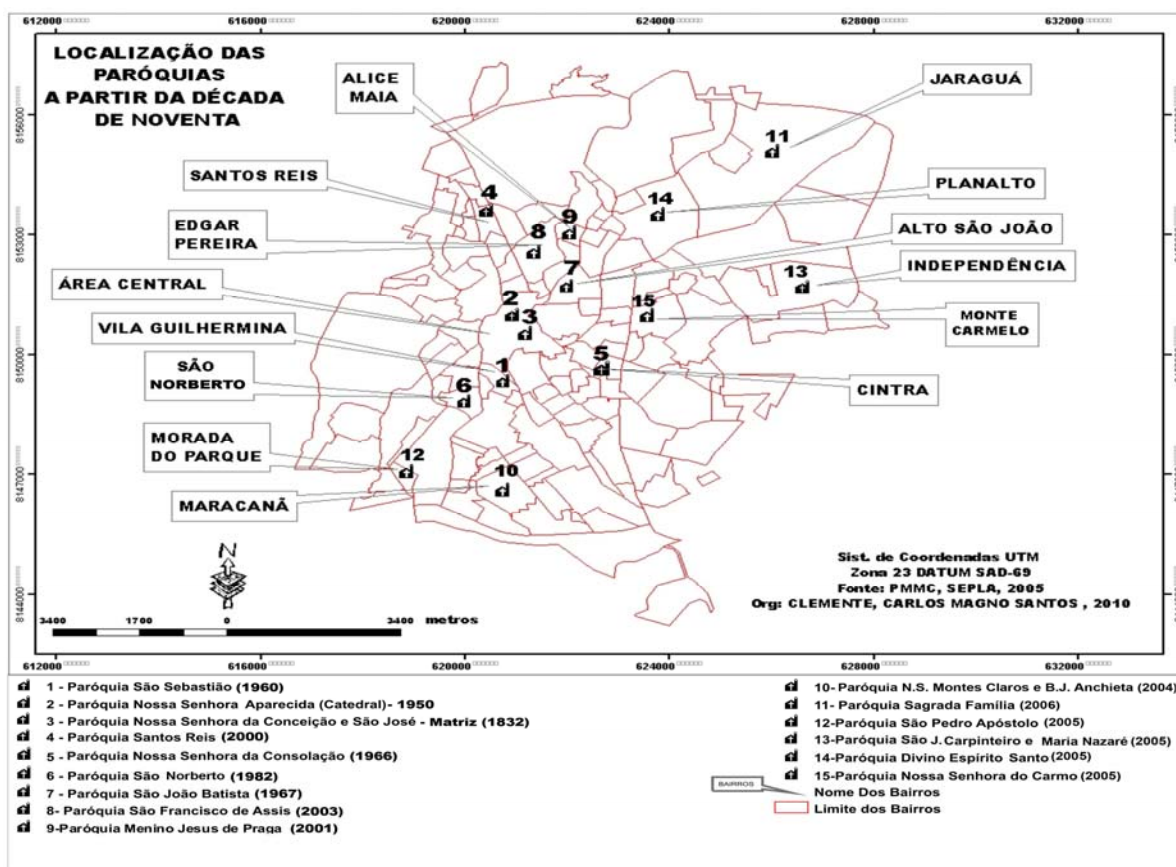 612000 616000 620000 624000 628000 632000
LOCALIZAÇÃO DAS
PARÓQUIAS
A PARTIR DA DÉCADA
DE NOVENTA
ALICE
MAIA
JARAGUÁ
8156000
11
SANTOS REIS
4
PLANALTO
14
9
EDGAR
PEREIRA
8
ALTO SÃO JOÃO
8153000
7
INDEPENDÊNCIA
13
ÁREA CENTRAL
2
15
MONTE
CARMELO
3
VILA GUILHERMINA
8150000
5
SÃO
NORBERTO
1
CINTRA
6
MORADA
DO PARQUE
12
10
8147000
MARACANÃ
N
Sist. de Coordenadas UTM
Zona 23 DATUM SAD-69
Fonte: PMMC, SEPLA, 2005
Org: CLEMENTE, CARLOS MAGNO SANTOS , 2010
8144000
3400 1700 0 3400 metros
612000 616000 620000 624000 628000 632000
1 - Paróquia São Sebastião (1960)
2 - Paróquia Nossa Senhora Aparecida (Catedral)- 1950
3 - Paróquia Nossa Senhora da Conceição e São José - Matriz (1832)
4 - Paróquia Santos Reis (2000)
5 - Paróquia Nossa Senhora da Consolação (1966)
6 - Paróquia São Norberto (1982)
7 - Paróquia São João Batista (1967)
8- Paróquia São Francisco de Assis (2003)
9-Paróquia Menino Jesus de Praga (2001)
10-Paróquia N.S. Montes Claros e B.J. Anchieta (2004)
11- Paróquia Sagrada Família (2006)
12-Paróquia São Pedro Apóstolo (2005)
13-Paróquia São J.Carpinteiro e Maria Nazaré (2005)
14-Paróquia Divino Espírito Santo (2005)
15-Paróquia Nossa Senhora do Carmo (2005)
BAIRROS Nome Dos Bairros
Limite dos Bairros